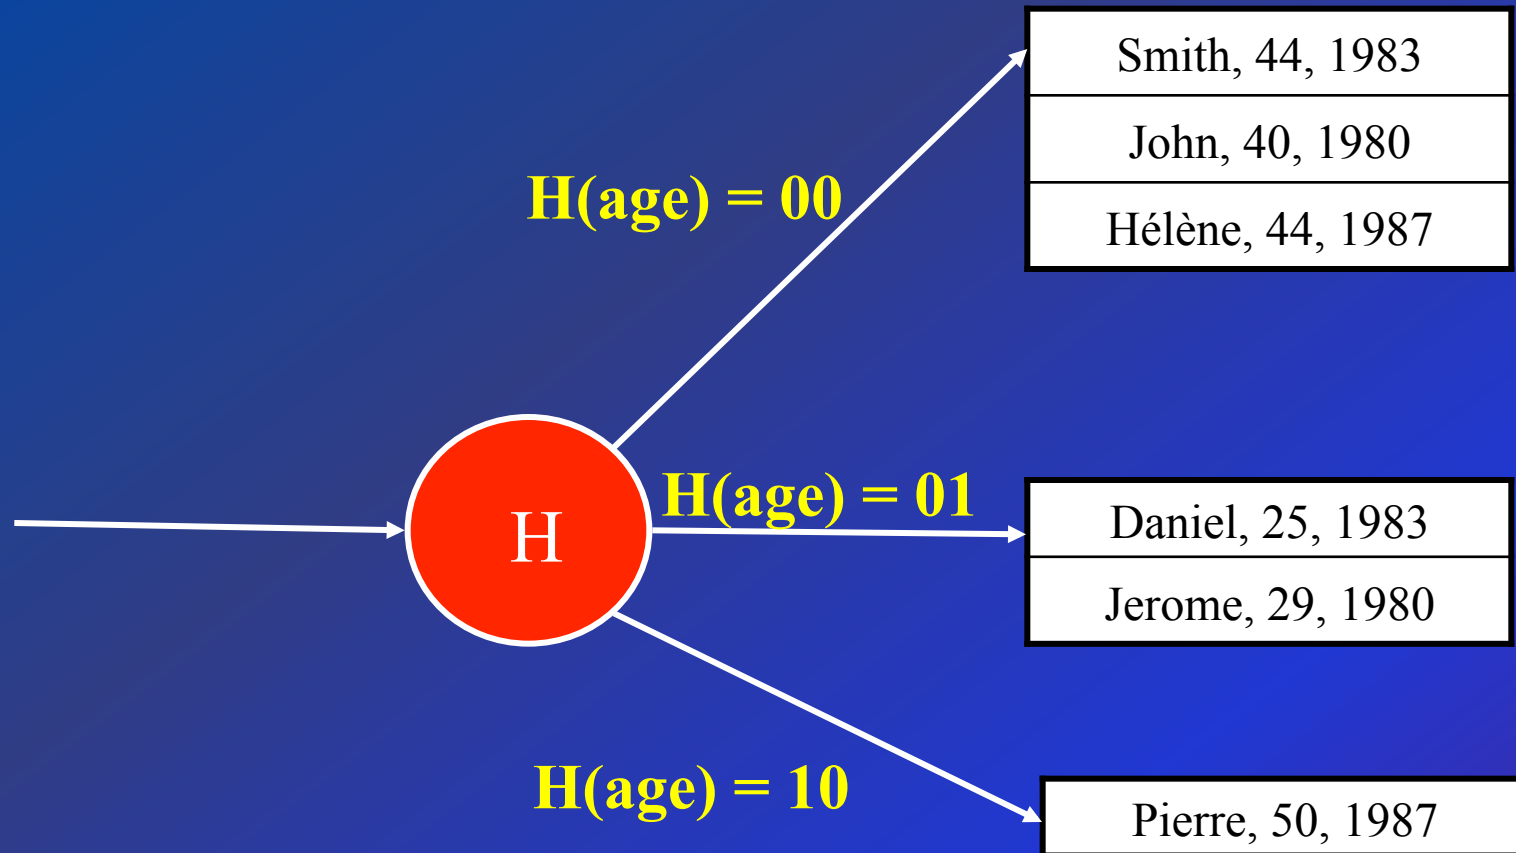 Smith, 44, 1983
John, 40, 1980
H(age) = 00
Hélène, 44, 1987
H(age) = 01
H
Daniel, 25, 1983
Jerome, 29, 1980
H(age) = 10
Pierre, 50, 1987